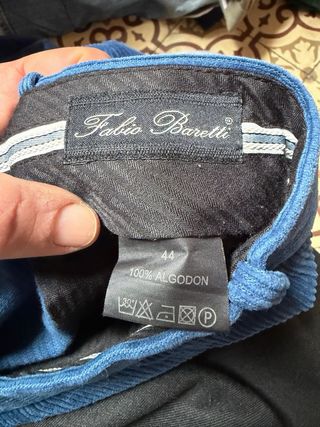 Fabio Baretti®
44
100% ALGODON
P